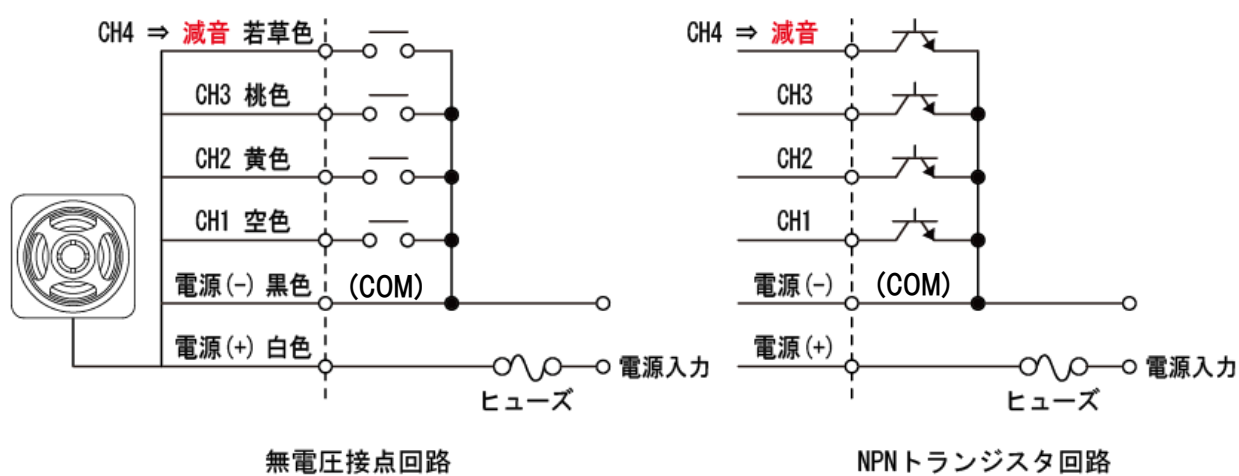 CH4 ⇒ 減音 若草色
CH3 桃色
CH2 黄色
CH1 空色
電源(-) 黒色 (COM)
電源(+) 白色
電源入力
ヒューズ
無電圧接点回路
CH4 ⇒ 減音
CH3
CH2
CH1
電源(-) (COM)
電源(+)
電源入力
ヒューズ
NPNトランジスタ回路